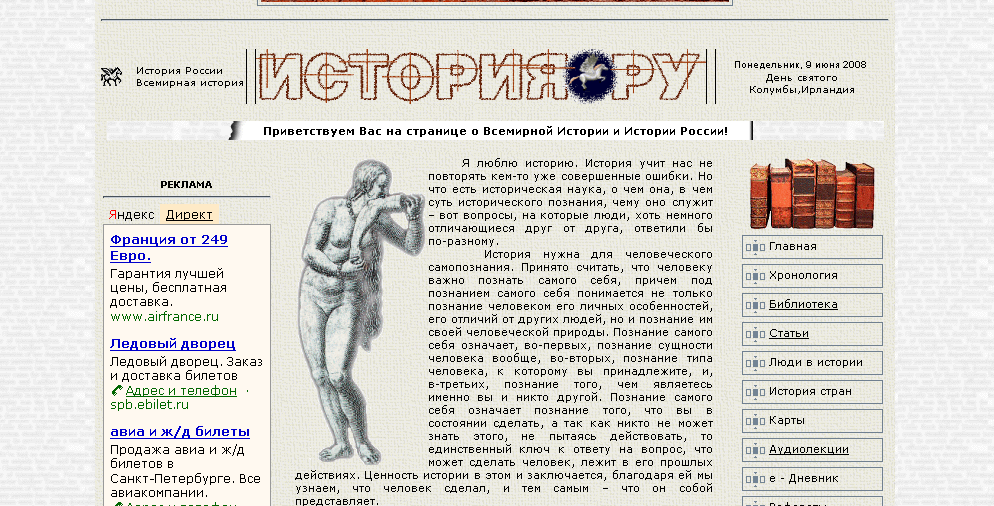 История России
Всемирная история
ИСТОРИЯ РУ
Понедельник, 9 июня 2008
День святого
Колумбы,Ирландия
Приветствуем Вас на странице о Всемирной Истории и Истории России!
РЕКЛАМА
Яндекс Директ
Франция от 249
Евро.
Гарантия лучшей
цены, бесплатная
доставка.
www.airfrance.ru
Ледовый дворец
Ледовый дворец. Заказ
и доставка билетов
Адрес и телефон ·
spb.ebilet.ru
авиа и ж/д билеты
Продажа авиа и ж/д
билетов в
Санкт-Петербурге. Все
авиакомпании.
Адрес и телефон
Я люблю историю. История учит нас не
повторять кем-то уже совершенные ошибки. Но
что есть историческая наука, о чем она, в чем
суть исторического познания, чему оно служит
– вот вопросы, на которые люди, хоть немного
отличающиеся друг от друга, ответили бы
по-разному.
История нужна для человеческого
самопознания. Принято считать, что человеку
важно познать самого себя, причем под
познанием самого себя понимается не только
познание человеком его личных особенностей,
его отличий от других людей, но и познание им
своей человеческой природы. Познание самого
себя означает, во-первых, познание сущности
человека вообще, во-вторых, познание типа
человека, к которому вы принадлежите, и,
в-третьих, познание того, чем являетесь
именно вы и никто другой. Познание самого
себя означает познание того, что вы в
состоянии сделать, а так как никто не может
знать этого, не пытаясь действовать, то
единственный ключ к ответу на вопрос, что
может сделать человек, лежит в его прошлых
действиях. Ценность истории в этом и заключается, благодаря ей мы
узнаем, что человек сделал, и тем самым – что он собой
представляет.
Главная
Хронология
Библиотека
Статьи
Люди в истории
История стран
Карты
Аудиолекции
е - Дневник
Рефераты